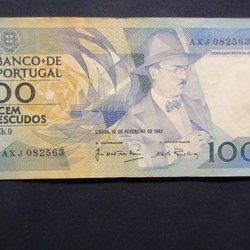 BANCO DE
PORTUGAL
AXJ 082563
100
CEM
ESCUDOS
Ch.9
AXJ 082563
LISBOA, 12 DE FEVEREIRO DE 1987
O GOVERNADOR
100